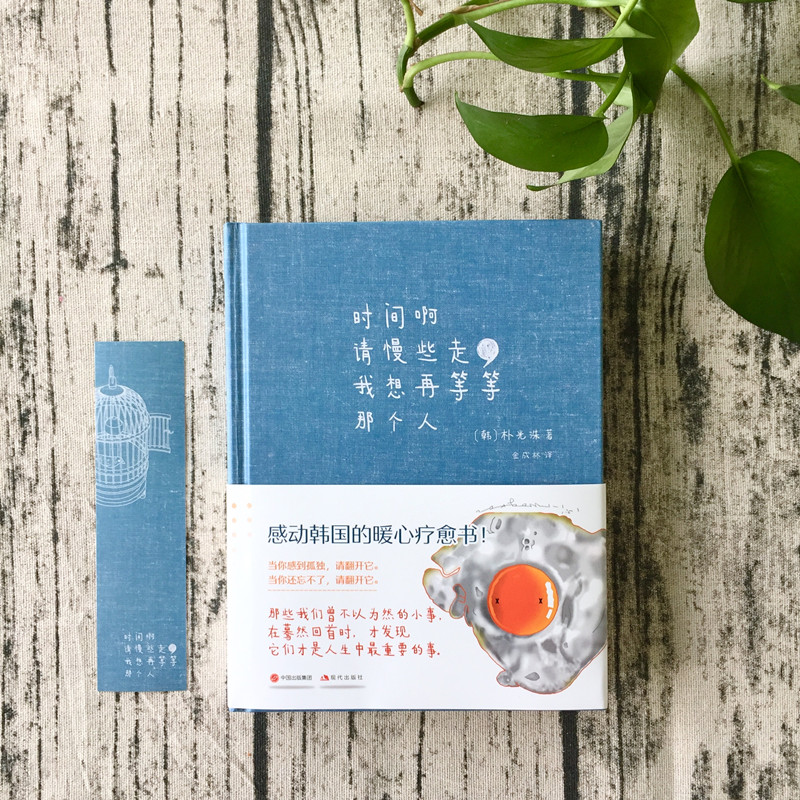 时间啊
请慢些走，
我想再等等
那个人
（韩）朴光洙 著
金成林 译
感动韩国的暖心疗愈书！
当你感到孤独，请翻开它。
当你还忘不了，请翻开它。
那些我们曾不以为然的小事，
在蓦然回首时，才发现
它们才是人生中最重要的事。
中国出版集团 现代出版社
时间啊
请慢些走，
我想再等等
那个人